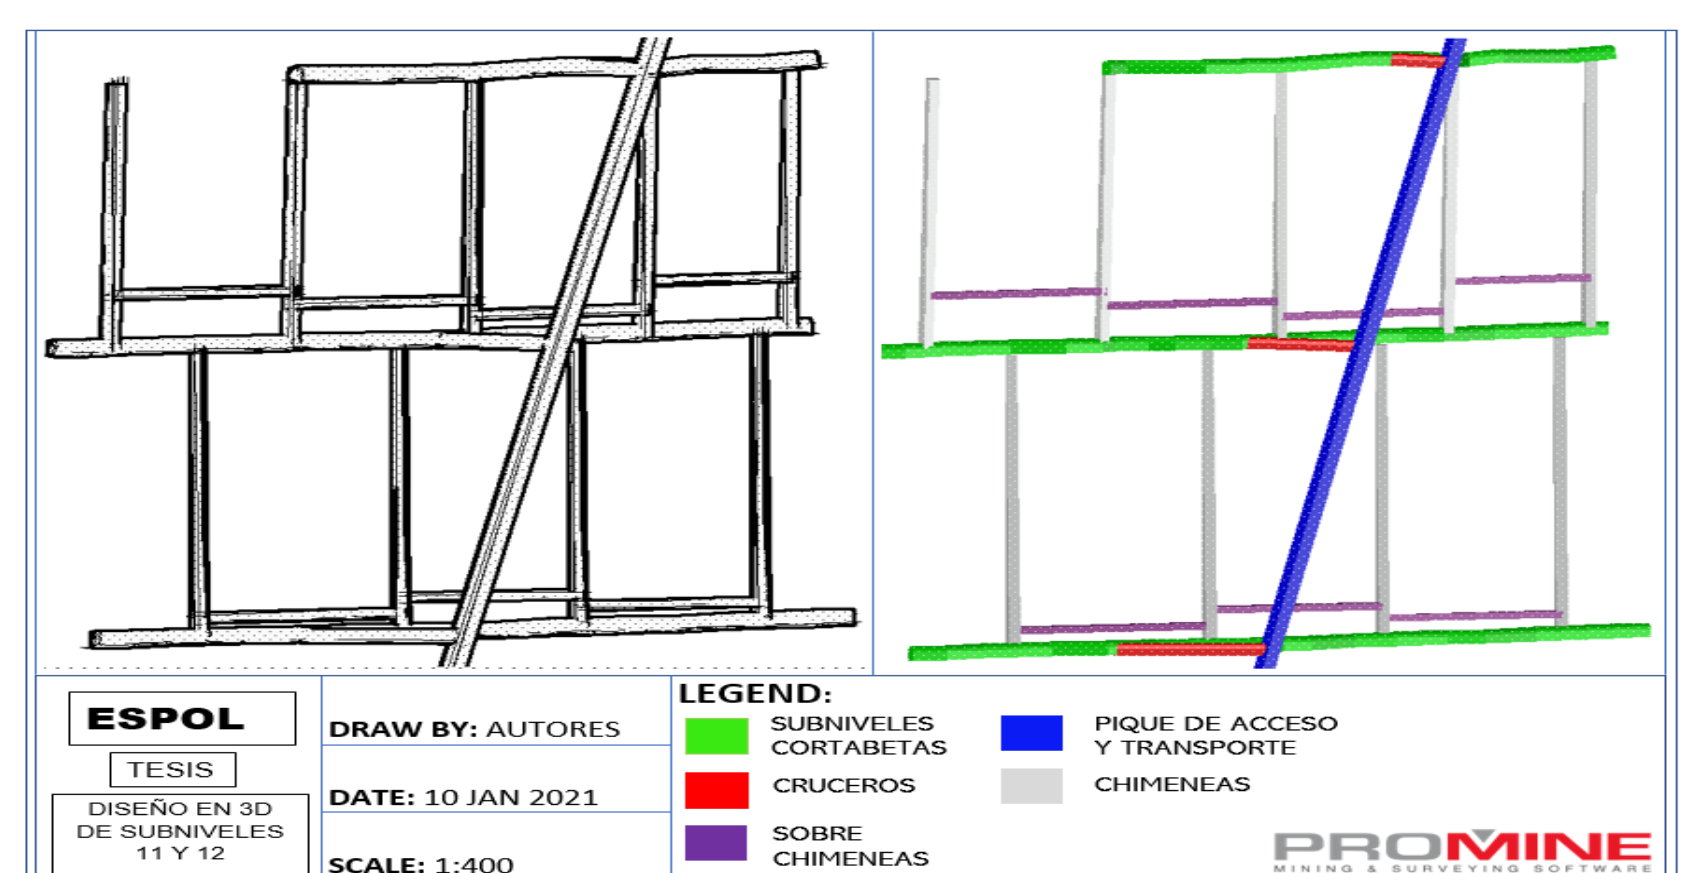 ESPOL
TESIS
DISEÑO EN 3D
DE SUBNIVELES
11 Y 12
DRAW BY: AUTORES
DATE: 10 JAN 2021
SCALE: 1:400
LEGEND:
SUBNIVELES
CORTABETAS
CRUCEROS
SOBRE
CHIMENEAS
PIQUE DE ACCESO
Y TRANSPORTE
CHIMENEAS
PROMINE
MINING & SURVEYING SOFTWARE